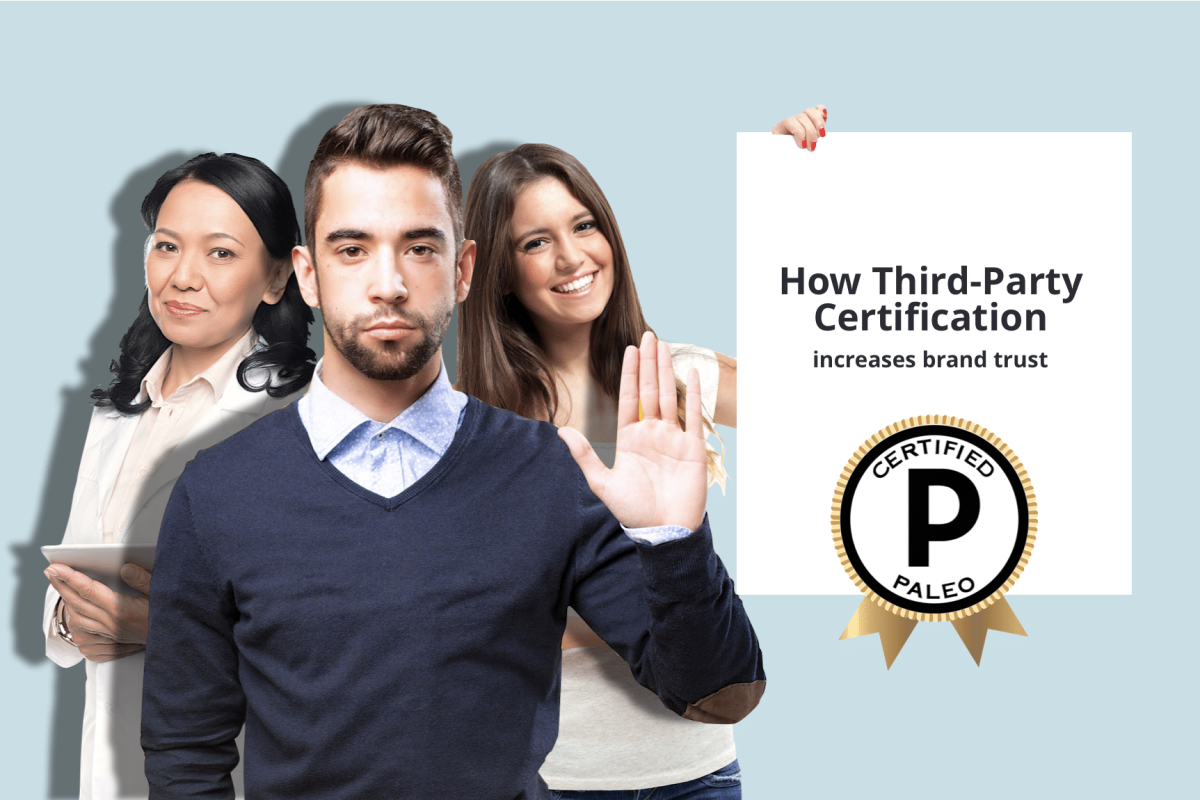 How Third-Party
Certification
increases brand trust
CERTIFIED
P
PALEO